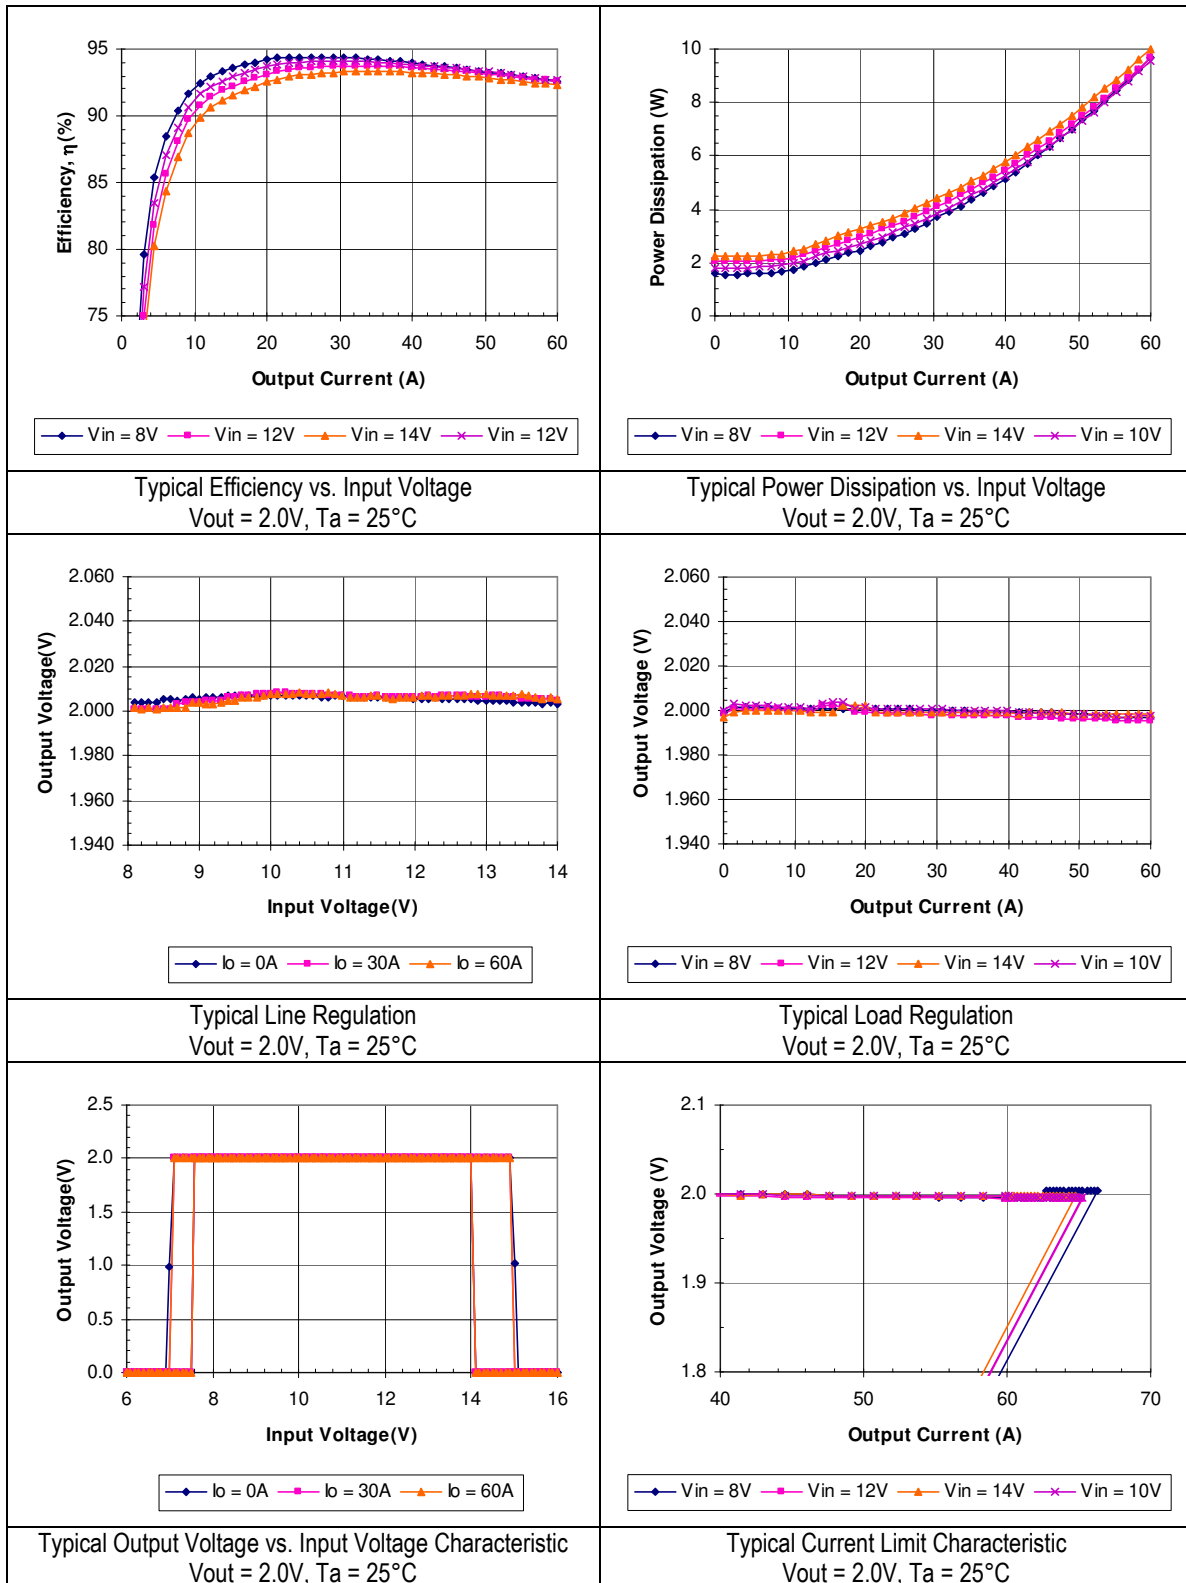 95
90
85
80
75
Efficiency, η(%)
0 10 20 30 40 50 60
Output Current (A)
Vin = 8V Vin = 12V Vin = 14V Vin = 12V
Typical Efficiency vs. Input Voltage
Vout = 2.0V, Ta = 25°C
10
8
6
4
2
0
Power Dissipation (W)
0 10 20 30 40 50 60
Output Current (A)
Vin = 8V Vin = 12V Vin = 14V Vin = 10V
Typical Power Dissipation vs. Input Voltage
Vout = 2.0V, Ta = 25°C
2.060
2.040
2.020
2.000
1.980
1.960
1.940
Output Voltage(V)
8 9 10 11 12 13 14
Input Voltage(V)
Io = 0A Io = 30A Io = 60A
Typical Line Regulation
Vout = 2.0V, Ta = 25°C
2.060
2.040
2.020
2.000
1.980
1.960
1.940
Output Voltage (V)
0 10 20 30 40 50 60
Output Current (A)
Vin = 8V Vin = 12V Vin = 14V Vin = 10V
Typical Load Regulation
Vout = 2.0V, Ta = 25°C
2.5
2.0
1.5
1.0
0.5
0.0
Output Voltage(V)
6 8 10 12 14 16
Input Voltage(V)
Io = 0A Io = 30A Io = 60A
Typical Output Voltage vs. Input Voltage Characteristic
Vout = 2.0V, Ta = 25°C
2.1
2.0
1.9
1.8
Output Voltage (V)
40 50 60 70
Output Current (A)
Vin = 8V Vin = 12V Vin = 14V Vin = 10V
Typical Current Limit Characteristic
Vout = 2.0V, Ta = 25°C